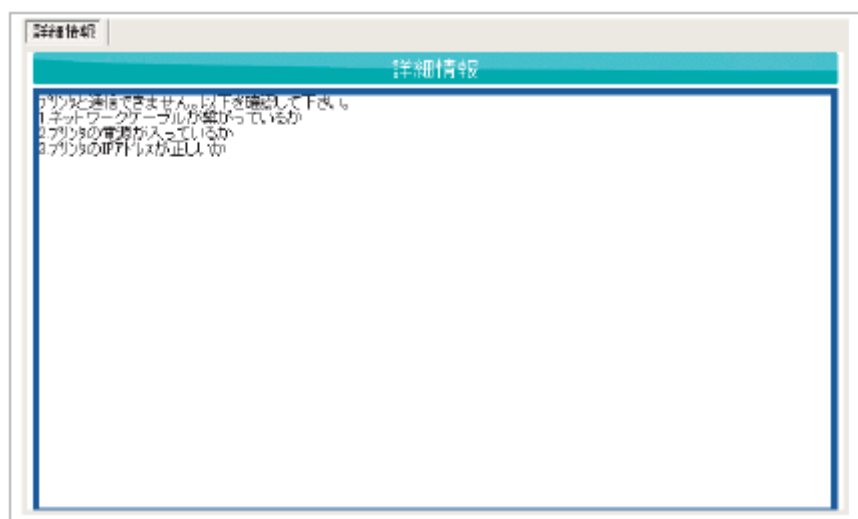 詳細情報
詳細情報
プリンタと通信できません。以下を確認して下さい。
1.ネットワークケーブルが繋がっているか
2.プリンタの電源が入っているか
3.プリンタのIPアドレスが正しいか